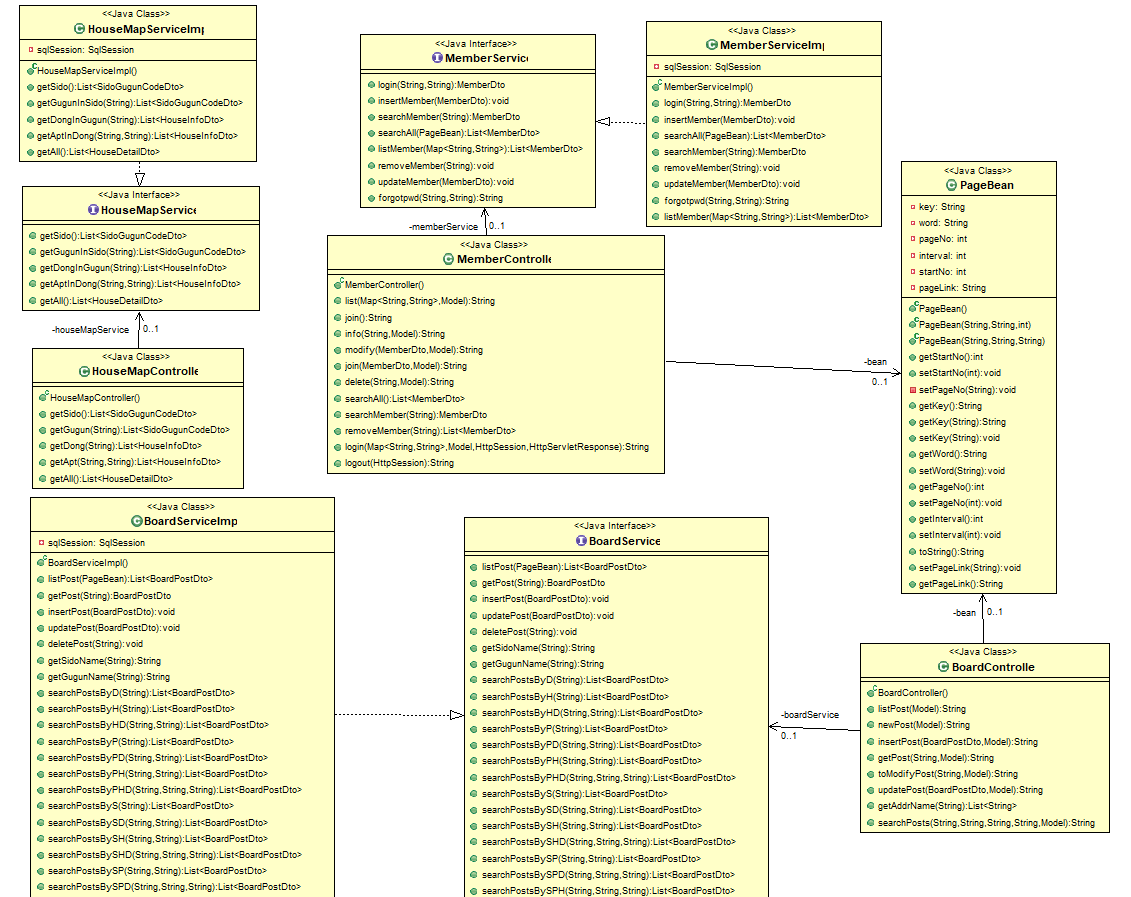 <<Java Class>>
HouseMapServiceImp
sqlSession: SqlSession
HouseMapServiceImpl()
getSido():List<SidoGugunCodeDto>
getGugunInSido(String):List<SidoGugunCodeDto>
getDongInGugun(String):List<HouseInfoDto>
getAptInDong(String,String):List<HouseInfoDto>
getAll():List<HouseDetailDto>
<<Java Interface>>
HouseMapService
getSido():List<SidoGugunCodeDto>
getGugunInSido(String):List<SidoGugunCodeDto>
getDongInGugun(String):List<HouseInfoDto>
getAptInDong(String,String):List<HouseInfoDto>
getAll():List<HouseDetailDto>
-houseMapService
0..1
<<Java Class>>
HouseMapControlle
HouseMapController()
getSido():List<SidoGugunCodeDto>
getGugun(String):List<SidoGugunCodeDto>
getDong(String):List<HouseInfoDto>
getApt(String,String):List<HouseInfoDto>
getAll():List<HouseDetailDto>
<<Java Interface>>
MemberService
login(String,String):MemberDto
insertMember(MemberDto):void
searchMember(String):MemberDto
searchAll(PageBean):List<MemberDto>
listMember(Map<String,String>):List<MemberDto>
removeMember(String):void
updateMember(MemberDto):void
forgotpwd(String,String):String
<<Java Class>>
MemberServiceImp
sqlSession: SqlSession
MemberServiceImpl()
login(String,String):MemberDto
insertMember(MemberDto):void
searchAll(PageBean):List<MemberDto>
searchMember(String):MemberDto
removeMember(String):void
updateMember(MemberDto):void
forgotpwd(String,String):String
listMember(Map<String,String>):List<MemberDto>
-memberService
0..1
<<Java Class>>
MemberControlle
MemberController()
list(Map<String,String>,Model):String
join():String
info(String,Model):String
modify(MemberDto,Model):String
join(MemberDto,Model):String
delete(String,Model):String
searchAll():List<MemberDto>
searchMember(String):MemberDto
removeMember(String):List<MemberDto>
login(Map<String,String>,Model,HttpSession,HttpServletResponse):String
logout(HttpSession):String
-bean
0..1
<<Java Class>>
PageBean
key: String
word: String
pageNo: int
interval: int
startNo: int
pageLink: String
PageBean()
PageBean(String,String,int)
PageBean(String,String,String)
getStartNo():int
setStartNo(int):void
setPageNo(String):void
getKey():String
getKey(String):String
setKey(String):void
getWord():String
setWord(String):void
getPageNo():int
setPageNo(int):void
getInterval():int
setInterval(int):void
toString():String
setPageLink(String):void
getPageLink():String
-bean
0..1
<<Java Class>>
BoardServiceImp
sqlSession: SqlSession
BoardServiceImpl()
listPost(PageBean):List<BoardPostDto>
getPost(String):BoardPostDto
insertPost(BoardPostDto):void
updatePost(BoardPostDto):void
deletePost(String):void
getSidoName(String):String
getGugunName(String):String
searchPostsByD(String):List<BoardPostDto>
searchPostsByH(String):List<BoardPostDto>
searchPostsByHD(String,String):List<BoardPostDto>
searchPostsByP(String):List<BoardPostDto>
searchPostsByPD(String,String):List<BoardPostDto>
searchPostsByPH(String,String):List<BoardPostDto>
searchPostsByPHD(String,String,String):List<BoardPostDto>
searchPostsByS(String):List<BoardPostDto>
searchPostsBySD(String,String):List<BoardPostDto>
searchPostsBySH(String,String):List<BoardPostDto>
searchPostsBySHD(String,String,String):List<BoardPostDto>
searchPostsBySP(String,String):List<BoardPostDto>
searchPostsBySPD(String,String,String):List<BoardPostDto>
<<Java Interface>>
BoardService
listPost(PageBean):List<BoardPostDto>
getPost(String):BoardPostDto
insertPost(BoardPostDto):void
updatePost(BoardPostDto):void
deletePost(String):void
getSidoName(String):String
getGugunName(String):String
searchPostsByD(String):List<BoardPostDto>
searchPostsByH(String):List<BoardPostDto>
searchPostsByHD(String,String):List<BoardPostDto>
searchPostsByP(String):List<BoardPostDto>
searchPostsByPD(String,String):List<BoardPostDto>
searchPostsByPH(String,String):List<BoardPostDto>
searchPostsByPHD(String,String,String):List<BoardPostDto>
searchPostsByS(String):List<BoardPostDto>
searchPostsBySD(String,String):List<BoardPostDto>
searchPostsBySH(String,String):List<BoardPostDto>
searchPostsBySHD(String,String,String):List<BoardPostDto>
searchPostsBySP(String,String):List<BoardPostDto>
searchPostsBySPD(String,String,String):List<BoardPostDto>
searchPostsBySPH(String,String,String):List<BoardPostDto>
-boardService
0..1
<<Java Class>>
BoardControlle
BoardController()
listPost(Model):String
newPost(Model):String
insertPost(BoardPostDto,Model):String
getPost(String,Model):String
toModifyPost(String,Model):String
updatePost(BoardPostDto,Model):String
getAddrName(String):List<String>
searchPosts(String,String,String,String,Model):String